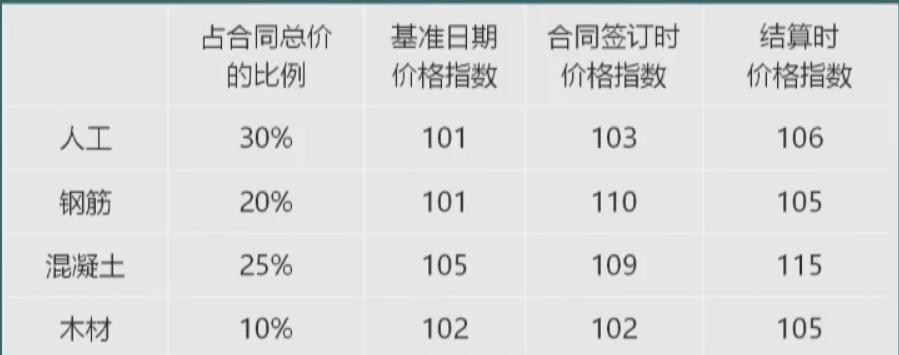 占合同总价 基准日期 合同签订时 结算时
的比例 价格指数 价格指数 价格指数
人工 30% 101 103 106
钢筋 20% 101 110 105
混凝土 25% 105 109 115
木材 10% 102 102 105